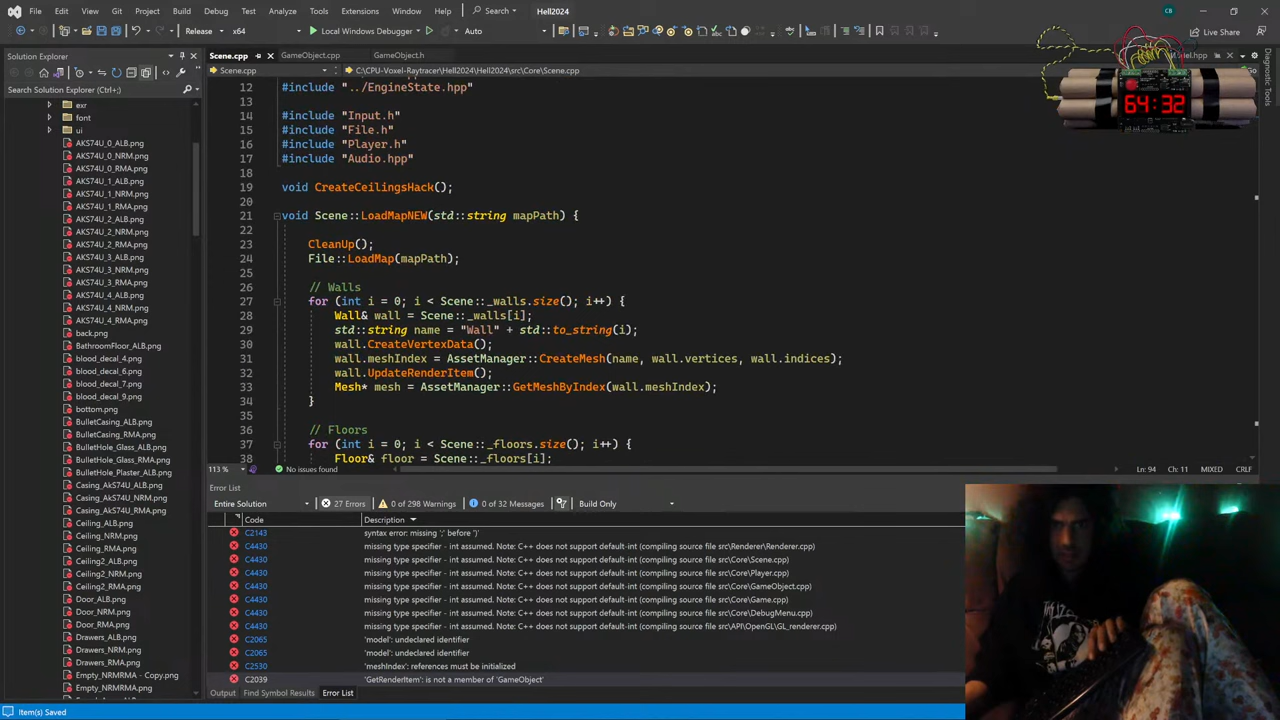 File Edit View Git Project Build Debug Test Analyze Tools Extensions Window Help Search Hell2024 CB
Release x64 Local Windows Debugger Auto Live Share
Solution Explorer
Scene.cpp GameObject.cpp GameObject.h
Scene.cpp C:\CPU-Voxel-Raytracer\Hell2024\Hell2024\src\Core\Scene.cpp
Search Solution Explorer (Ctrl+;)
exr
font
ui
AKS74U_0_ALB.png
AKS74U_0_NRM.png
AKS74U_0_RMA.png
AKS74U_1_ALB.png
AKS74U_1_NRM.png
AKS74U_1_RMA.png
AKS74U_2_ALB.png
AKS74U_2_NRM.png
AKS74U_2_RMA.png
AKS74U_3_ALB.png
AKS74U_3_NRM.png
AKS74U_3_RMA.png
AKS74U_4_ALB.png
AKS74U_4_NRM.png
AKS74U_4_RMA.png
back.png
BathroomFloor_ALB.png
blood_decal_4.png
blood_decal_6.png
blood_decal_7.png
blood_decal_9.png
bottom.png
BulletCasing_ALB.png
BulletCasing_RMA.png
BulletHole_Glass_ALB.png
BulletHole_Glass_RMA.png
BulletHole_Plaster_ALB.png
Casing_AkS74U_ALB.png
Casing_AkS74U_NRM.png
Casing_AKS74U_RMA.png
Ceiling_ALB.png
Ceiling_NRM.png
Ceiling_RMA.png
Ceiling2_ALB.png
Ceiling2_NRM.png
Ceiling2_RMA.png
Door_ALB.png
Door_NRM.png
Door_RMA.png
Drawers_ALB.png
Drawers_NRM.png
Drawers_RMA.png
Empty_NRMRMA - Copy.png
Empty_NRMRMA.png
12 #include "../EngineState.hpp"
13
14 #include "Input.h"
15 #include "File.h"
16 #include "Player.h"
17 #include "Audio.hpp"
18
19 void CreateCeilingsHack();
20
21 void Scene::LoadMapNEW(std::string mapPath) {
22
23 CleanUp();
24 File::LoadMap(mapPath);
25
26 // Walls
27 for (int i = 0; i < Scene::_walls.size(); i++) {
28 Wall& wall = Scene::_walls[i];
29 std::string name = "Wall" + std::to_string(i);
30 wall.CreateVertexData();
31 wall.meshIndex = AssetManager::CreateMesh(name, wall.vertices, wall.indices);
32 wall.UpdateRenderItem();
33 Mesh* mesh = AssetManager::GetMeshByIndex(wall.meshIndex);
34 }
35
36 // Floors
37 for (int i = 0; i < Scene::_floors.size(); i++) {
38 Floor& floor = Scene::_floors[i];
64:32
Diagnostic Tools
113 % No issues found Ln: 94 Ch: 11 MIXED CRLF
Error List
Entire Solution 27 Errors 0 of 298 Warnings 0 of 32 Messages Build Only
Code Description
C2143 syntax error: missing ';' before '}'
C4430 missing type specifier - int assumed. Note: C++ does not support default-int (compiling source file src\Renderer\Renderer.cpp)
C4430 missing type specifier - int assumed. Note: C++ does not support default-int (compiling source file src\Core\Scene.cpp)
C4430 missing type specifier - int assumed. Note: C++ does not support default-int (compiling source file src\Core\Player.cpp)
C4430 missing type specifier - int assumed. Note: C++ does not support default-int (compiling source file src\Core\GameObject.cpp)
C4430 missing type specifier - int assumed. Note: C++ does not support default-int (compiling source file src\Core\Game.cpp)
C4430 missing type specifier - int assumed. Note: C++ does not support default-int (compiling source file src\Core\DebugMenu.cpp)
C4430 missing type specifier - int assumed. Note: C++ does not support default-int (compiling source file src\API\OpenGL\GL_renderer.cpp)
C2065 'model': undeclared identifier
C2065 'model': undeclared identifier
C2530 'meshIndex': references must be initialized
C2039 'GetRenderItem': is not a member of 'GameObject'
Output Find Symbol Results Error List
Item(s) Saved